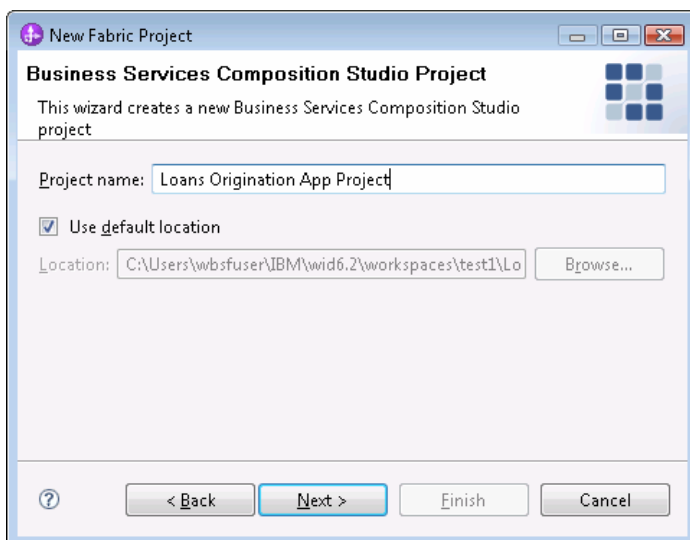 New Fabric Project
Business Services Composition Studio Project
This wizard creates a new Business Services Composition Studio
project
Project name: Loans Origination App Project
Use default location
Location: C:\Users\wbsfuser\IBM\wid6.2\workspaces\test1\Lo Browse...
? < Back Next > Finish Cancel